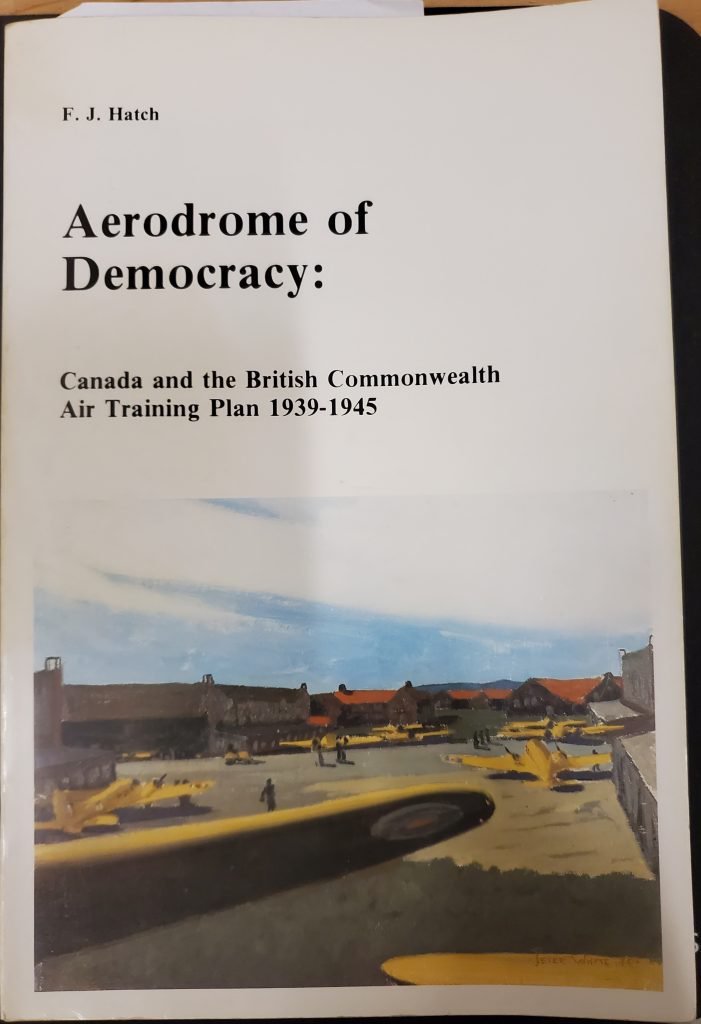 F. J. Hatch
Aerodrome of
Democracy:
Canada and the British Commonwealth
Air Training Plan 1939-1945